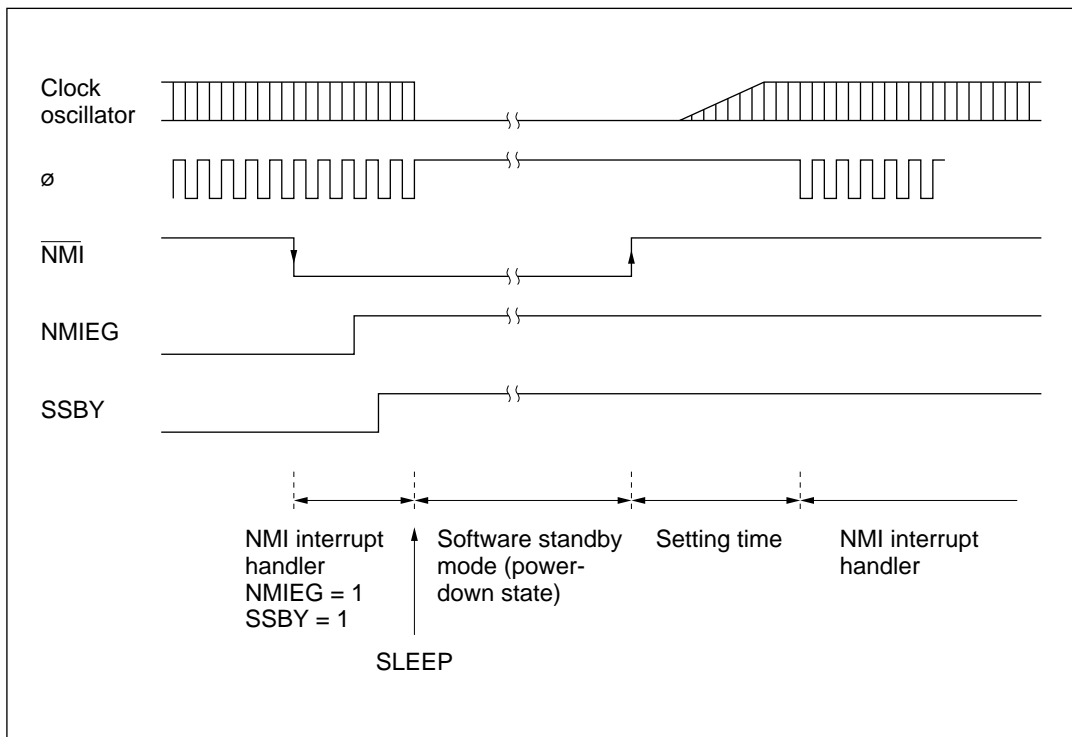 Clock
oscillator
ø
N̅M̅I̅
NMIEG
SSBY
NMI interrupt
handler
NMIEG = 1
SSBY = 1
SLEEP
Software standby
mode (power-
down state)
Setting time
NMI interrupt
handler